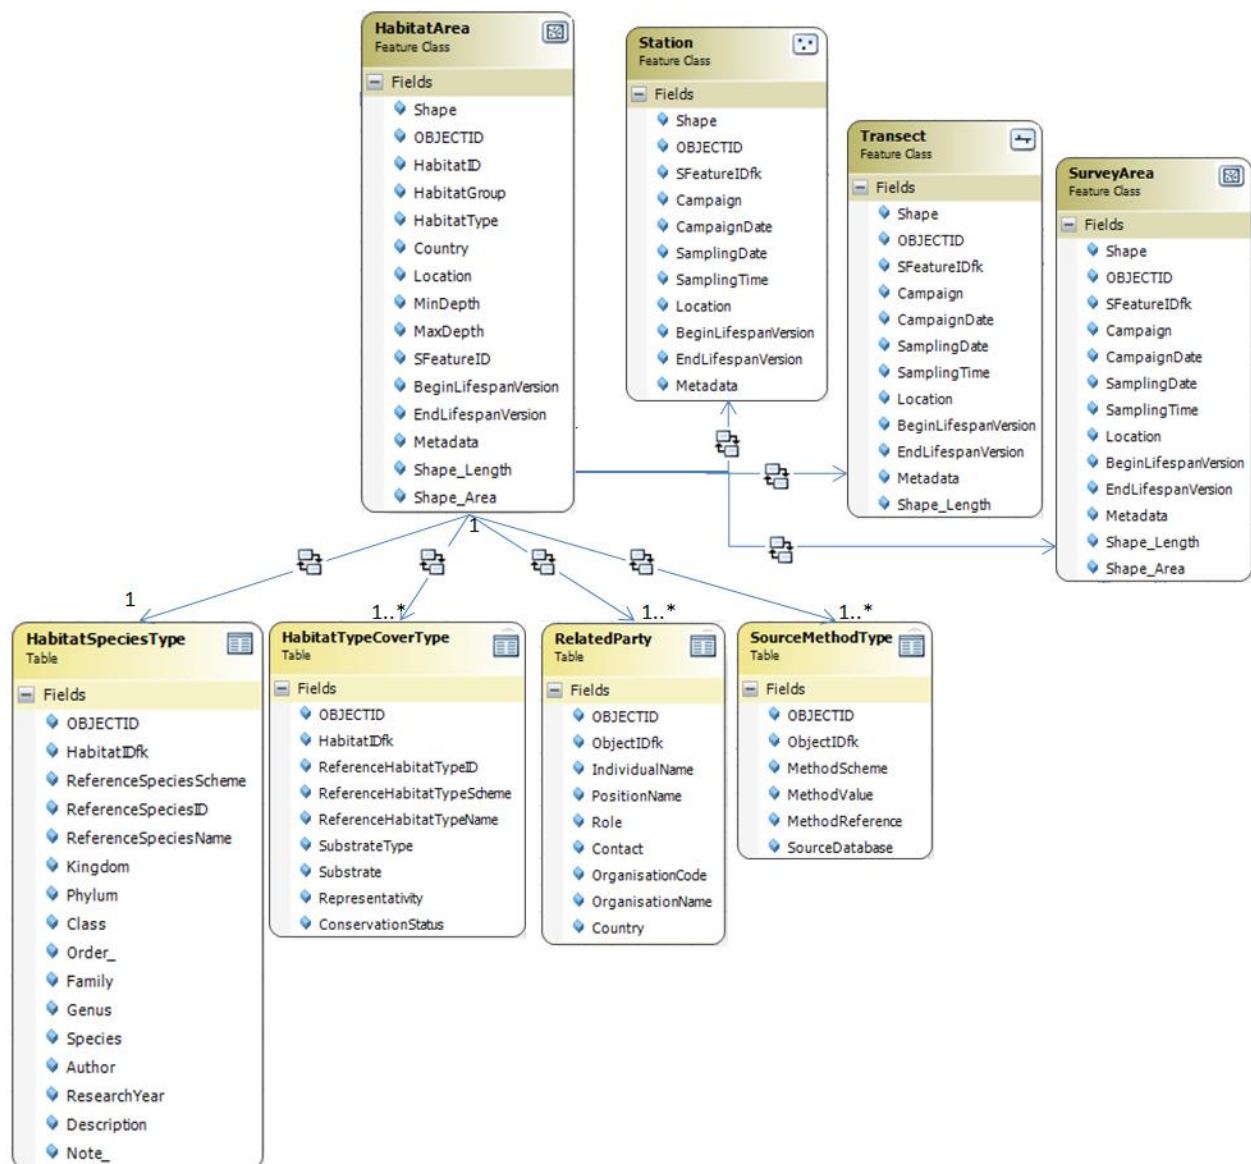 HabitatArea
Feature Class
Fields
Shape
OBJECTID
HabitatID
HabitatGroup
HabitatType
Country
Location
MinDepth
MaxDepth
SFeatureID
BeginLifespanVersion
EndLifespanVersion
Metadata
Shape_Length
Shape_Area
Station
Feature Class
Fields
Shape
OBJECTID
SFeatureIDfk
Campaign
CampaignDate
SamplingDate
SamplingTime
Location
BeginLifespanVersion
EndLifespanVersion
Metadata
Transect
Feature Class
Fields
Shape
OBJECTID
SFeatureIDfk
Campaign
CampaignDate
SamplingDate
SamplingTime
Location
BeginLifespanVersion
EndLifespanVersion
Metadata
Shape_Length
SurveyArea
Feature Class
Fields
Shape
OBJECTID
SFeatureIDfk
Campaign
CampaignDate
SamplingDate
SamplingTime
Location
BeginLifespanVersion
EndLifespanVersion
Metadata
Shape_Length
Shape_Area
1
1
1..*
1..*
1..*
HabitatSpeciesType
Table
Fields
OBJECTID
HabitatIDfk
ReferenceSpeciesScheme
ReferenceSpeciesID
ReferenceSpeciesName
Kingdom
Phylum
Class
Order_
Family
Genus
Species
Author
ResearchYear
Description
Note_
HabitatTypeCoverType
Table
Fields
OBJECTID
HabitatIDfk
ReferenceHabitatTypeID
ReferenceHabitatTypeScheme
ReferenceHabitatTypeName
SubstrateType
Substrate
Representativity
ConservationStatus
RelatedParty
Table
Fields
OBJECTID
ObjectIDfk
IndividualName
PositionName
Role
Contact
OrganisationCode
OrganisationName
Country
SourceMethodType
Table
Fields
OBJECTID
ObjectIDfk
MethodScheme
MethodValue
MethodReference
SourceDatabase